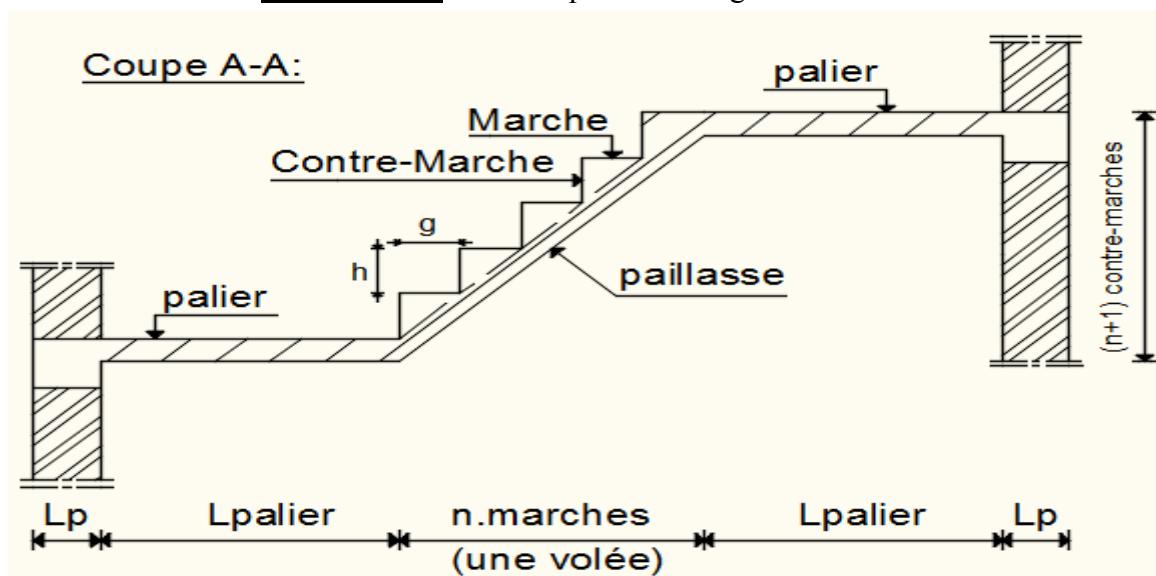 Coupe A-A:
palier
Marche
Contre-Marche
g
h
paillasse
palier
(n+1) contre-marches
Lp
Lpalier
n.marches
Lpalier
Lp
(une volée)